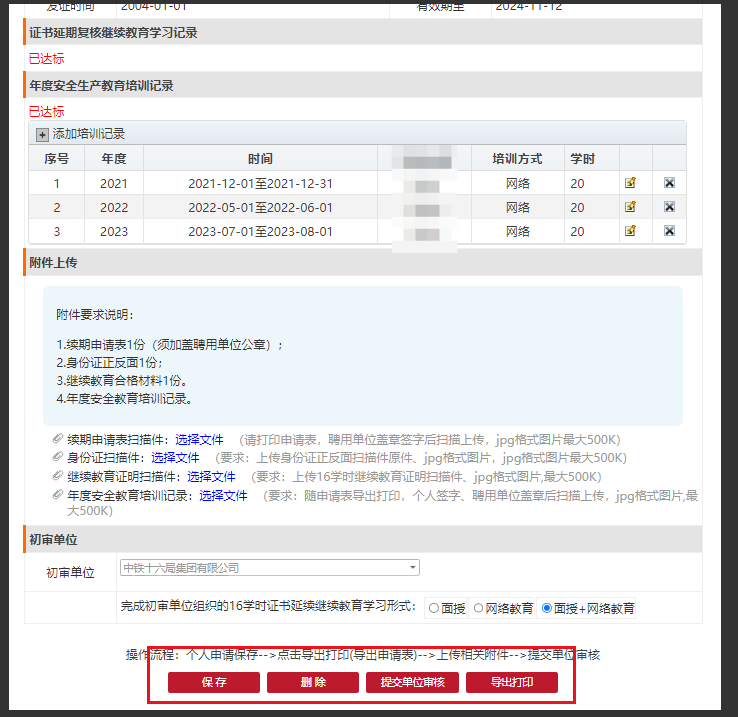 发证时间 2004-01-01 有效期至 2024-11-12
证书延期复核继续教育学习记录
已达标
年度安全生产教育培训记录
已达标
添加培训记录
序号 年度 时间 培训方式 学时
1 2021 2021-12-01至2021-12-31 网络 20
2 2022 2022-05-01至2022-06-01 网络 20
3 2023 2023-07-01至2023-08-01 网络 20
附件上传
附件要求说明：
1.续期申请表1份（须加盖聘用单位公章）;
2.身份证正反面1份;
3.继续教育合格材料1份。
4.年度安全教育培训记录。
续期申请表扫描件：选择文件 （请打印申请表，聘用单位盖章签字后扫描上传，jpg格式图片最大500K）
身份证扫描件：选择文件 （要求：上传身份证正反面扫描件原件、jpg格式图片，jpg格式图片最大500K）
继续教育证明扫描件：选择文件 （要求：上传16学时继续教育证明扫描件、jpg格式图片,最大500K）
年度安全教育培训记录：选择文件 （要求：随申请表导出打印，个人签字、聘用单位盖章后扫描上传，jpg格式图片,最
大500K）
初审单位
初审单位 中铁十六局集团有限公司
完成初审单位组织的16学时证书延续继续教育学习形式： 面授 网络教育 面授+网络教育
操作流程：个人申请保存-->点击导出打印(导出申请表)-->上传相关附件-->提交单位审核
保 存 删 除 提交单位审核 导出打印